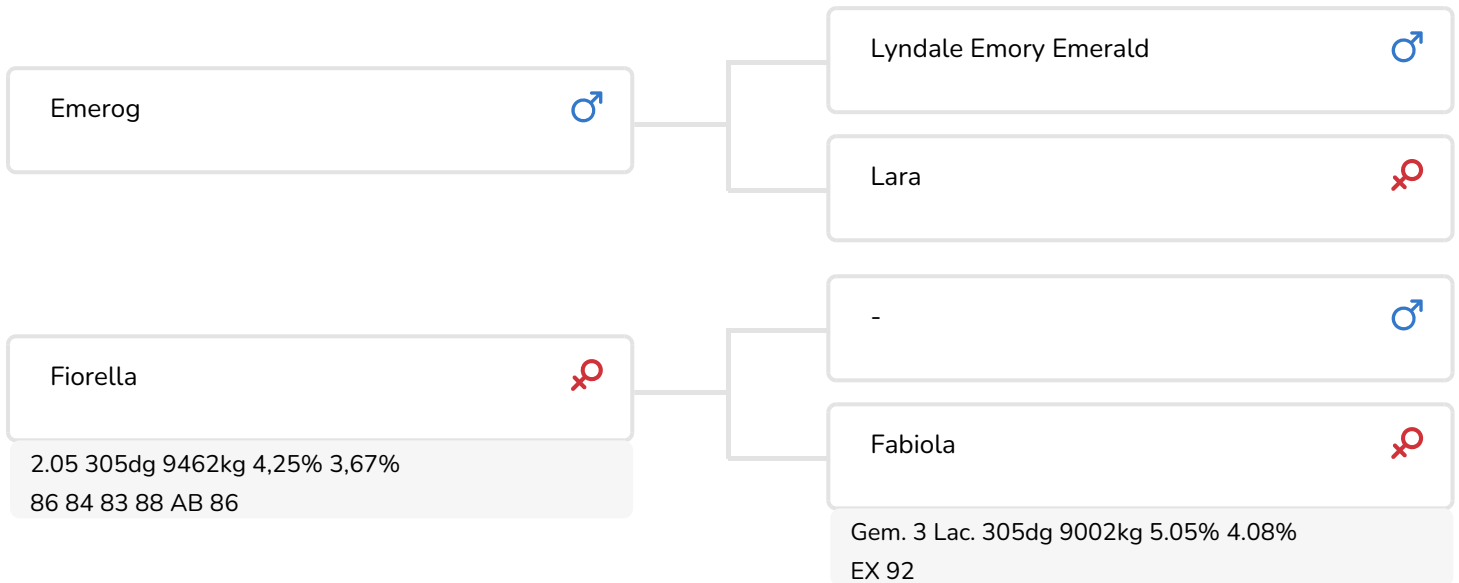 Lyndale Emory Emerald
Emerog
Lara
-
Fiorella
Fabiola
2.05 305dg 9462kg 4,25% 3,67%
86 84 83 88 AB 86
Gem. 3 Lac. 305dg 9002kg 5.05% 4.08%
EX 92